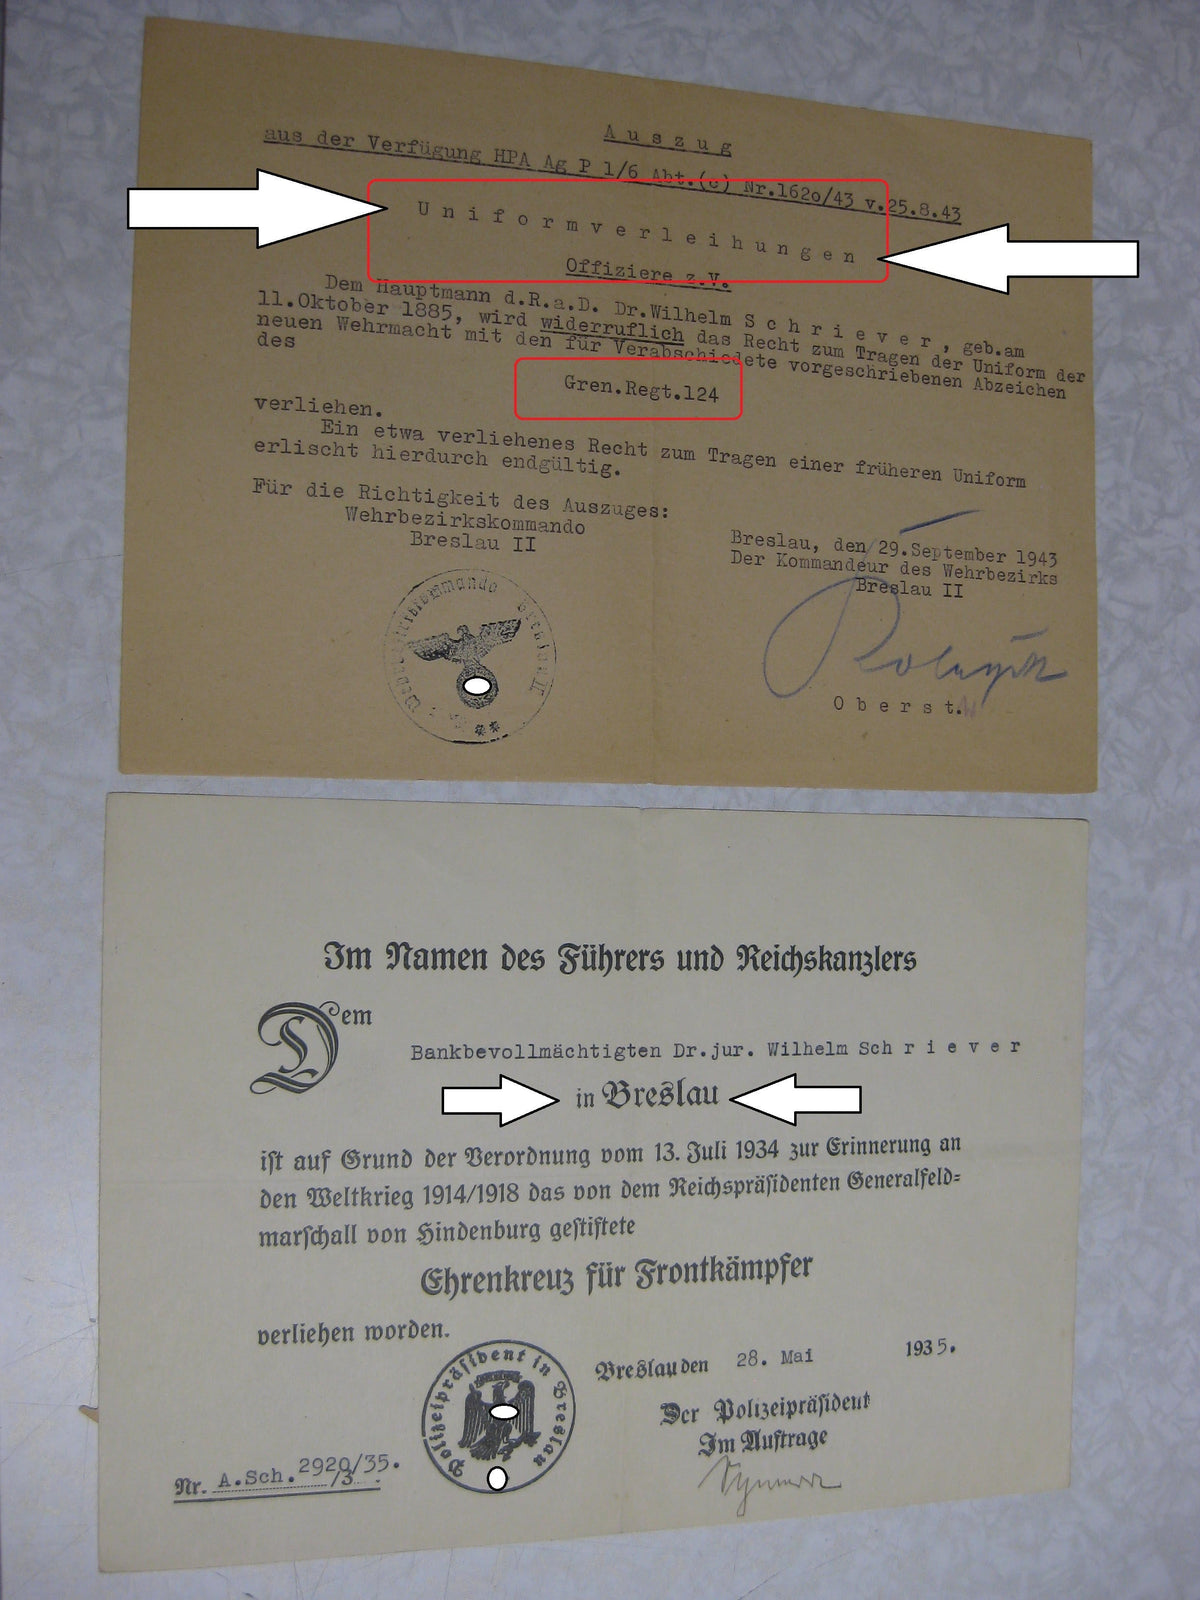 Auszug
aus der Verfügung HPA Ag P 1/6 Abt.(c) Nr.162o/43 v.25.8.43
Uniformverleihungen
Offiziere z.V.
Dem Hauptmann d.R.a.D. Dr.Wilhelm Schriever, geb.am
11.Oktober 1885, wird widerruflich das Recht zum Tragen der Uniform der
neuen Wehrmacht mit den für Verabschiedete vorgeschriebenen Abzeichen
des
Gren.Regt.124
verliehen.
Ein etwa verliehenes Recht zum Tragen einer früheren Uniform
erlischt hierdurch endgültig.
Für die Richtigkeit des Auszuges:
Wehrbezirkskommando
Breslau II
Breslau, den 29.September 1943
Der Kommandeur des Wehrbezirks
Breslau II
Wehrbezirkskommando Breslau II
Oberst.
Im Namen des Führers und Reichskanzlers
Dem
Bankbevollmächtigten Dr.jur. Wilhelm Schriever
in Breslau
ist auf Grund der Verordnung vom 13. Juli 1934 zur Erinnerung an
den Weltkrieg 1914/1918 das von dem Reichspräsidenten Generalfeld=
marschall von Hindenburg gestiftete
Ehrenkreuz für Frontkämpfer
verliehen worden.
Breslau den 28. Mai 1935.
Der Polizeipräsident
Im Auftrage
Polizeipräsident in Breslau
Nr. A.Sch. 2920/35.
/3.